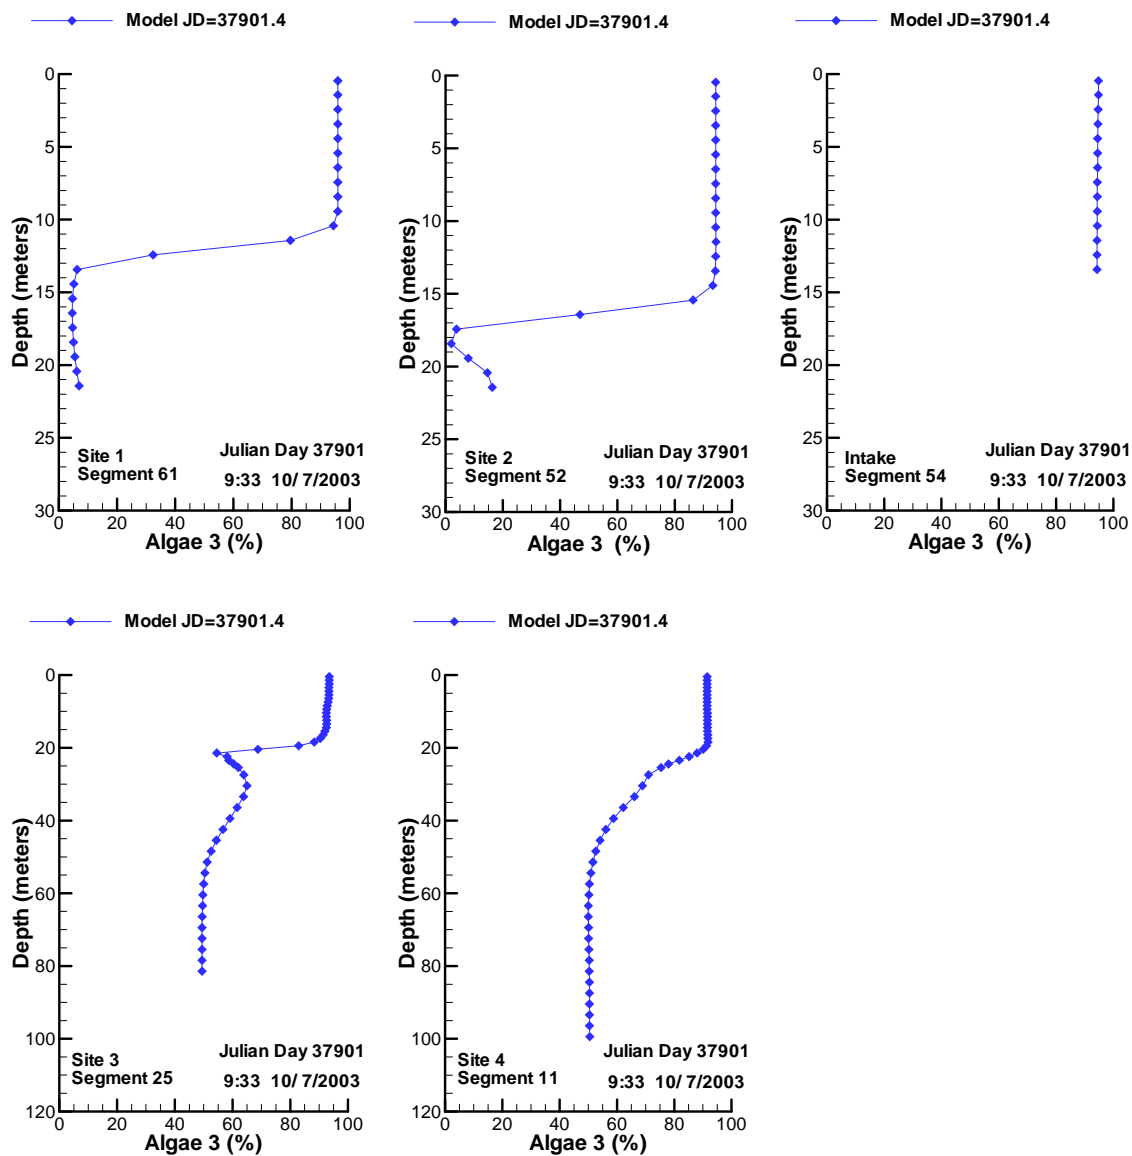 Model JD=37901.4
0
5
10
15
20
25
30
0 20 40 60 80 100
Depth (meters)
Algae 3 (%)
Site 1
Segment 61
Julian Day 37901
9:33 10/ 7/2003
Model JD=37901.4
0
5
10
15
20
25
30
0 20 40 60 80 100
Depth (meters)
Algae 3 (%)
Site 2
Segment 52
Julian Day 37901
9:33 10/ 7/2003
Model JD=37901.4
0
5
10
15
20
25
30
0 20 40 60 80 100
Depth (meters)
Algae 3 (%)
Intake
Segment 54
Julian Day 37901
9:33 10/ 7/2003
Model JD=37901.4
0
20
40
60
80
100
120
0 20 40 60 80 100
Depth (meters)
Algae 3 (%)
Site 3
Segment 25
Julian Day 37901
9:33 10/ 7/2003
Model JD=37901.4
0
20
40
60
80
100
120
0 20 40 60 80 100
Depth (meters)
Algae 3 (%)
Site 4
Segment 11
Julian Day 37901
9:33 10/ 7/2003